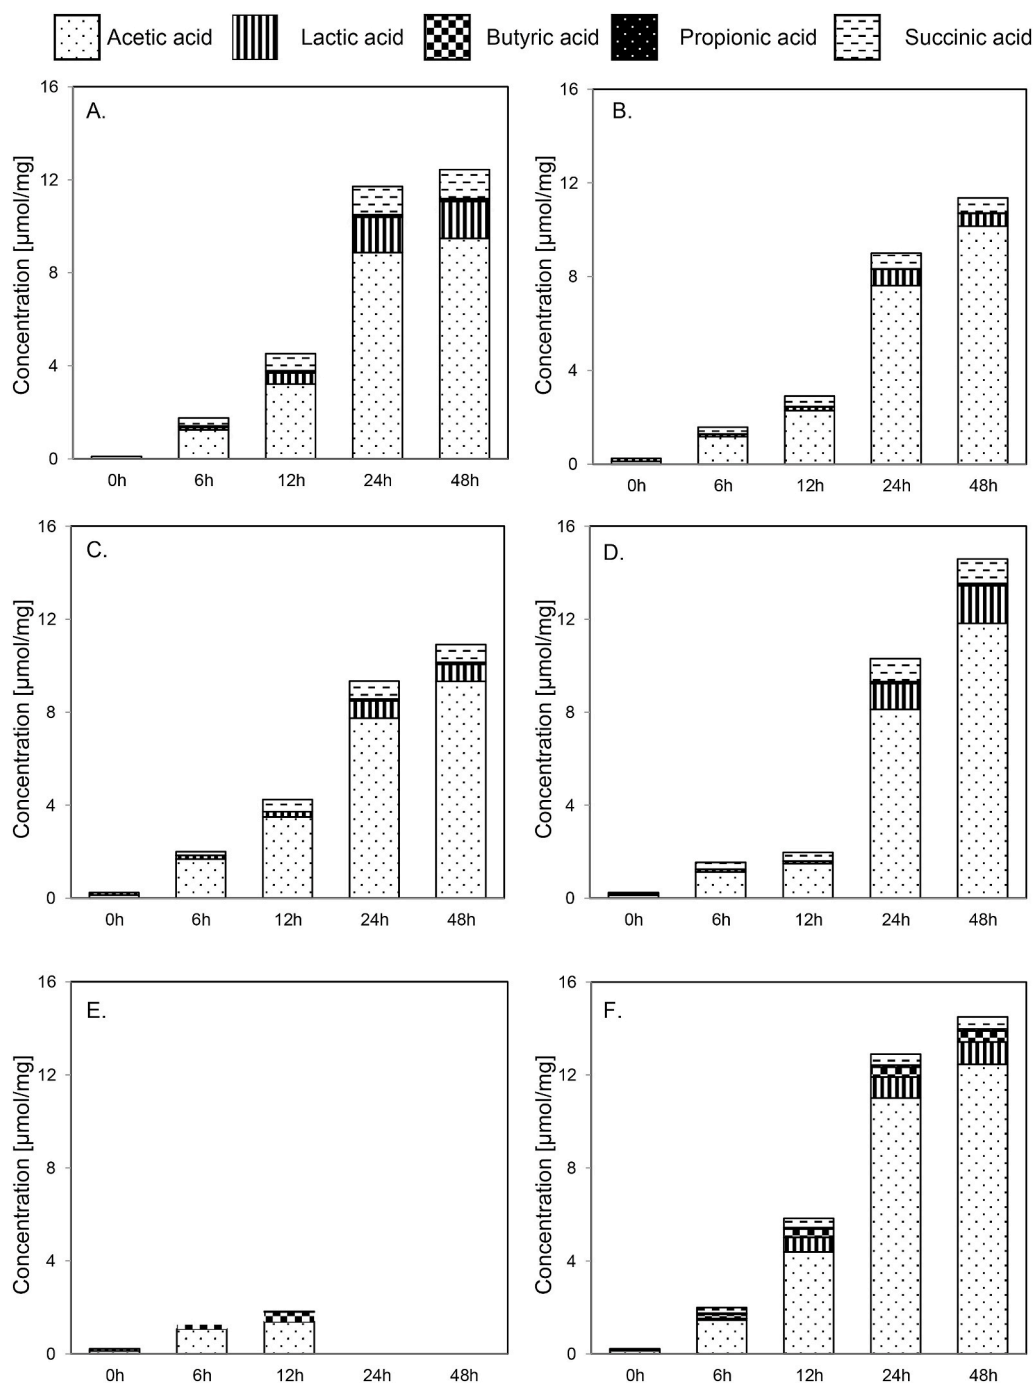 Acetic acid Lactic acid Butyric acid Propionic acid Succinic acid
A.
Concentration [µmol/mg]
16
12
8
4
0
0h 6h 12h 24h 48h
B.
Concentration [µmol/mg]
16
12
8
4
0
0h 6h 12h 24h 48h
C.
Concentration [µmol/mg]
16
12
8
4
0
0h 6h 12h 24h 48h
D.
Concentration [µmol/mg]
16
12
8
4
0
0h 6h 12h 24h 48h
E.
Concentration [µmol/mg]
16
12
8
4
0
0h 6h 12h 24h 48h
F.
Concentration [µmol/mg]
16
12
8
4
0
0h 6h 12h 24h 48h